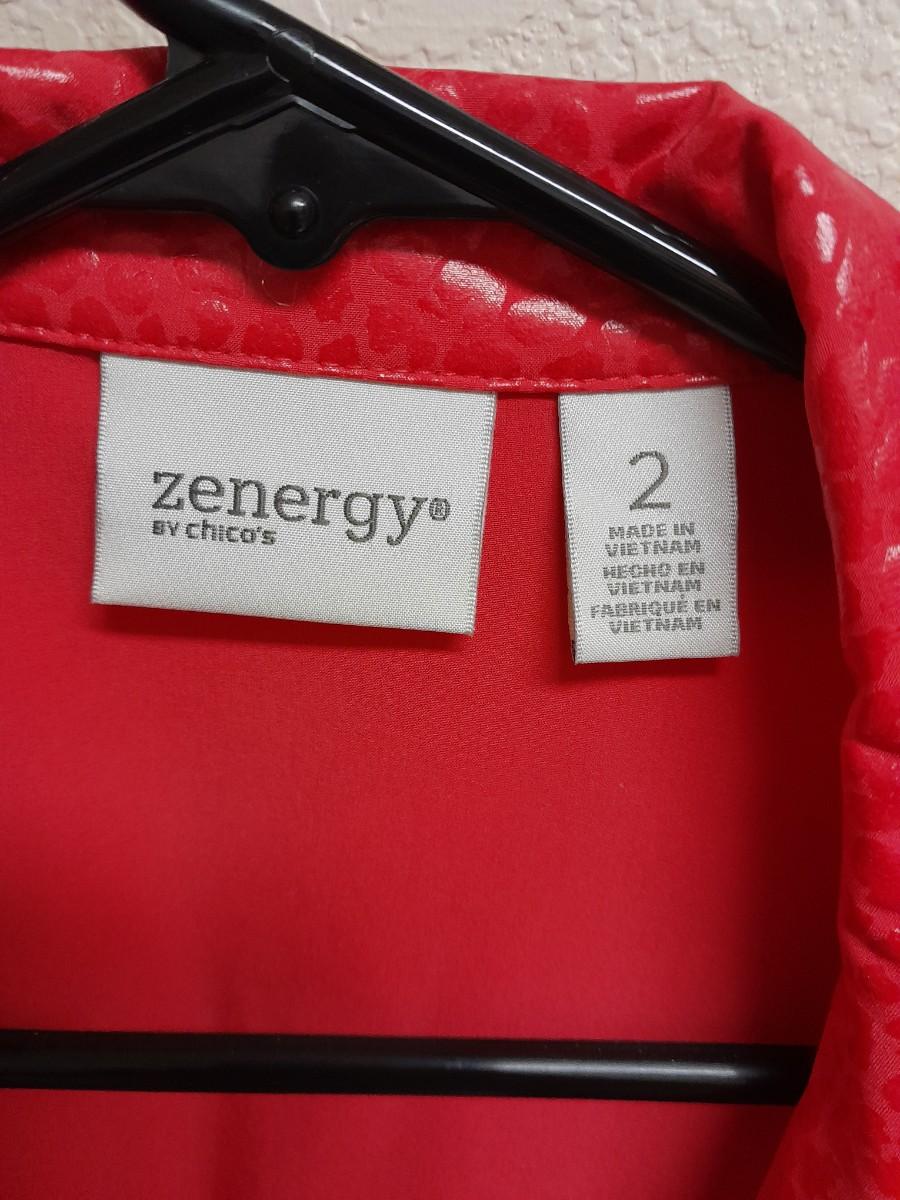 zenergy®
BY chico's
2
MADE IN
VIETNAM
HECHO EN
VIETNAM
FABRIQUÉ EN
VIETNAM